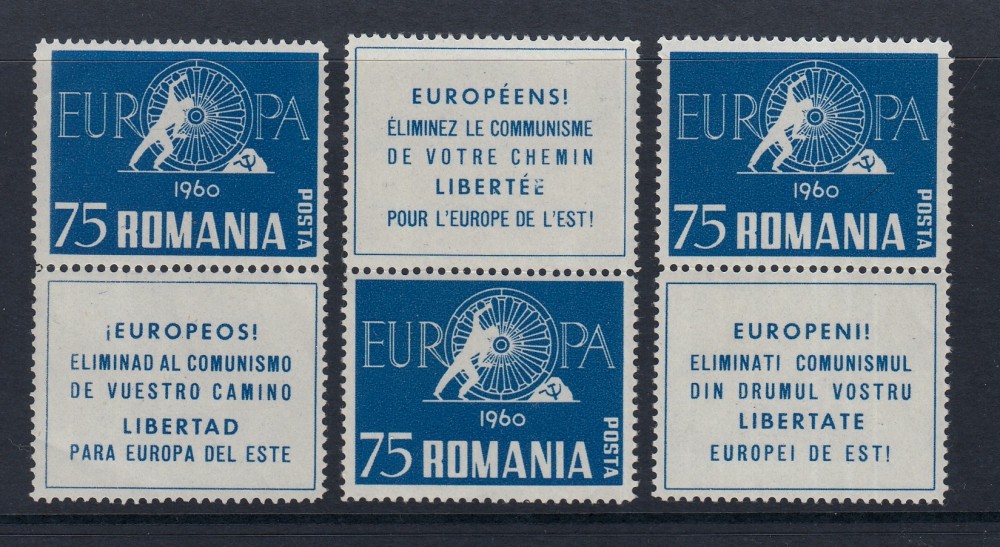 EUROPA
1960
75 ROMANIA
POSTA
¡EUROPEOS!
ELIMINAD AL COMUNISMO
DE VUESTRO CAMINO
LIBERTAD
PARA EUROPA DEL ESTE
EUROPÉENS!
ÉLIMINEZ LE COMMUNISME
DE VOTRE CHEMIN
LIBERTÉE
POUR L'EUROPE DE L'EST!
EUROPA
1960
75 ROMANIA
POSTA
EUROPA
1960
75 ROMANIA
POSTA
EUROPENI!
ELIMINATI COMUNISMUL
DIN DRUMUL VOSTRU
LIBERTATE
EUROPEI DE EST!